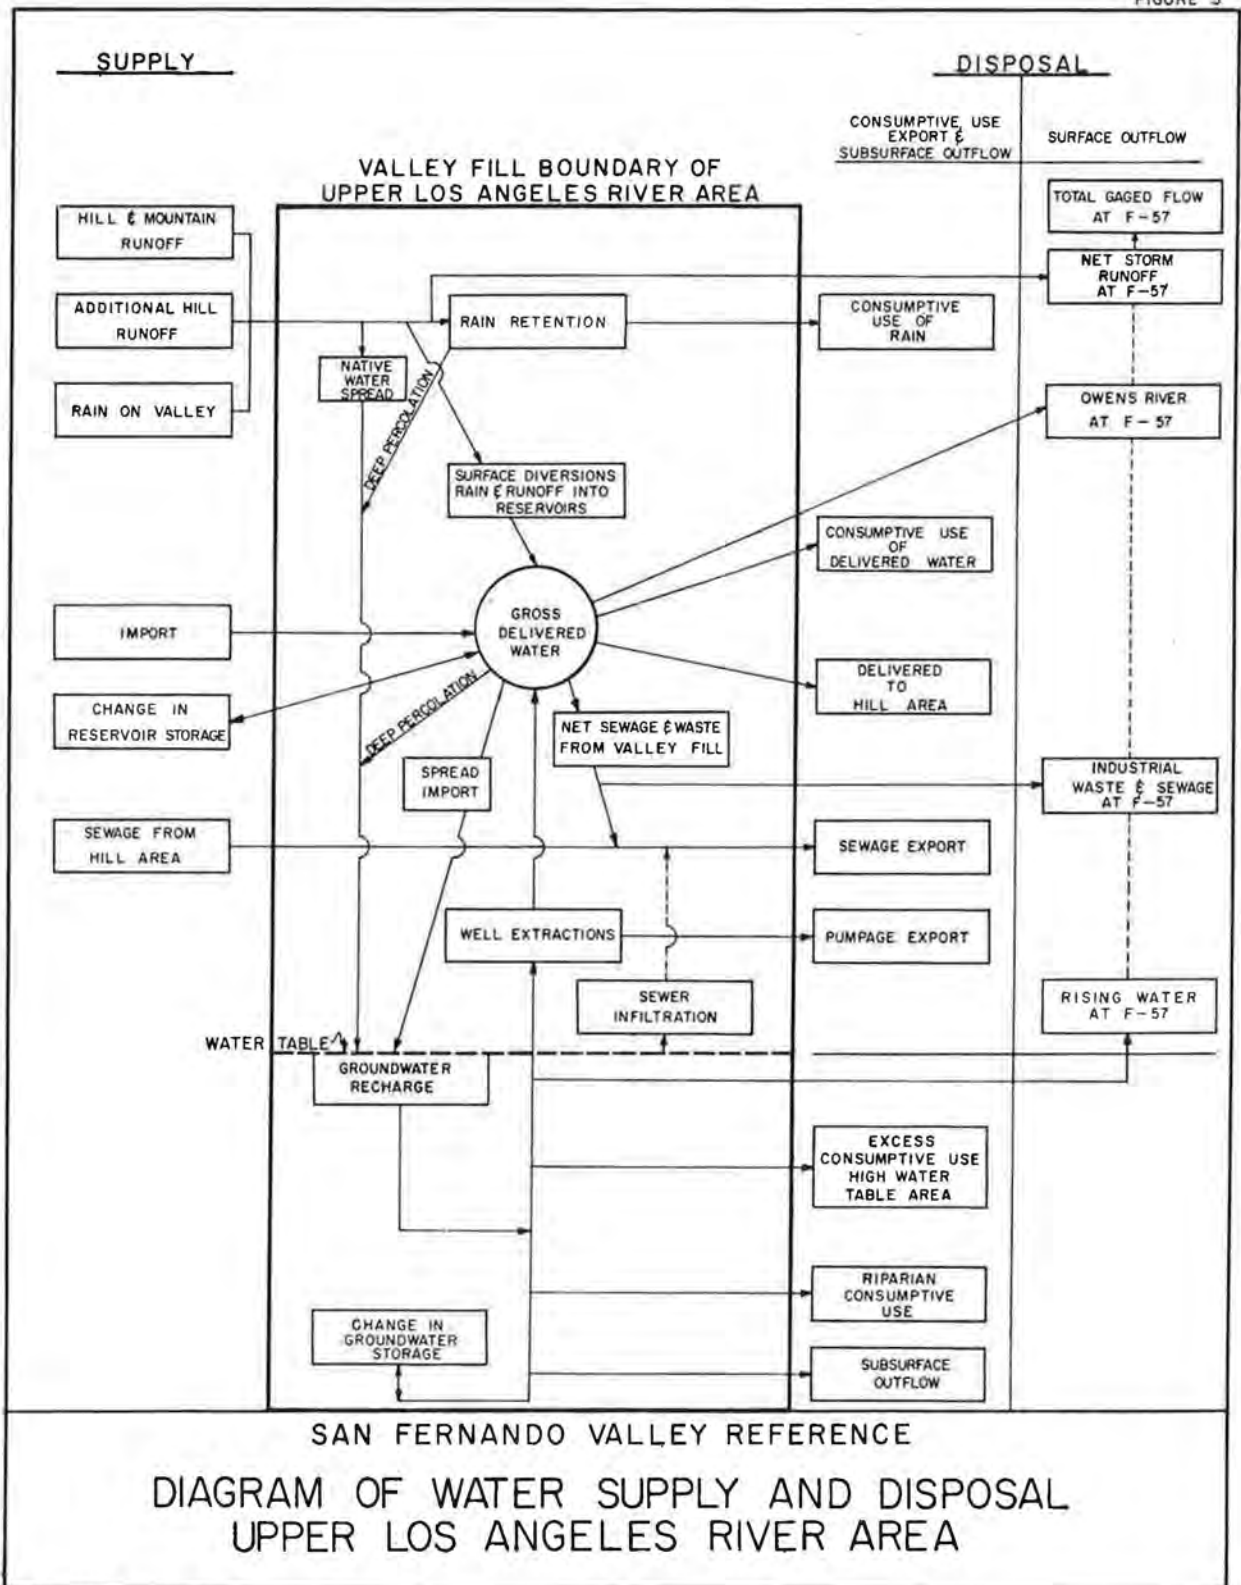 SUPPLY
DISPOSAL
CONSUMPTIVE USE
EXPORT &
SUBSURFACE OUTFLOW
SURFACE OUTFLOW
VALLEY FILL BOUNDARY OF
UPPER LOS ANGELES RIVER AREA
HILL & MOUNTAIN
RUNOFF
TOTAL GAGED FLOW
AT F-57
NET STORM
RUNOFF
AT F-57
ADDITIONAL HILL
RUNOFF
RAIN RETENTION
CONSUMPTIVE
USE OF
RAIN
NATIVE
WATER
SPREAD
DEEP PERCOLATION
RAIN ON VALLEY
OWENS RIVER
AT F-57
SURFACE DIVERSIONS
RAIN & RUNOFF INTO
RESERVOIRS
CONSUMPTIVE USE
OF
DELIVERED WATER
GROSS
DELIVERED
WATER
IMPORT
DELIVERED
TO
HILL AREA
CHANGE IN
RESERVOIR STORAGE
DEEP PERCOLATION
NET SEWAGE & WASTE
FROM VALLEY FILL
SPREAD
IMPORT
INDUSTRIAL
WASTE & SEWAGE
AT F-57
SEWAGE FROM
HILL AREA
SEWAGE EXPORT
WELL EXTRACTIONS
PUMPAGE EXPORT
SEWER
INFILTRATION
RISING WATER
AT F-57
WATER TABLE
GROUNDWATER
RECHARGE
EXCESS
CONSUMPTIVE USE
HIGH WATER
TABLE AREA
RIPARIAN
CONSUMPTIVE
USE
CHANGE IN
GROUNDWATER
STORAGE
SUBSURFACE
OUTFLOW
SAN FERNANDO VALLEY REFERENCE
DIAGRAM OF WATER SUPPLY AND DISPOSAL
UPPER LOS ANGELES RIVER AREA